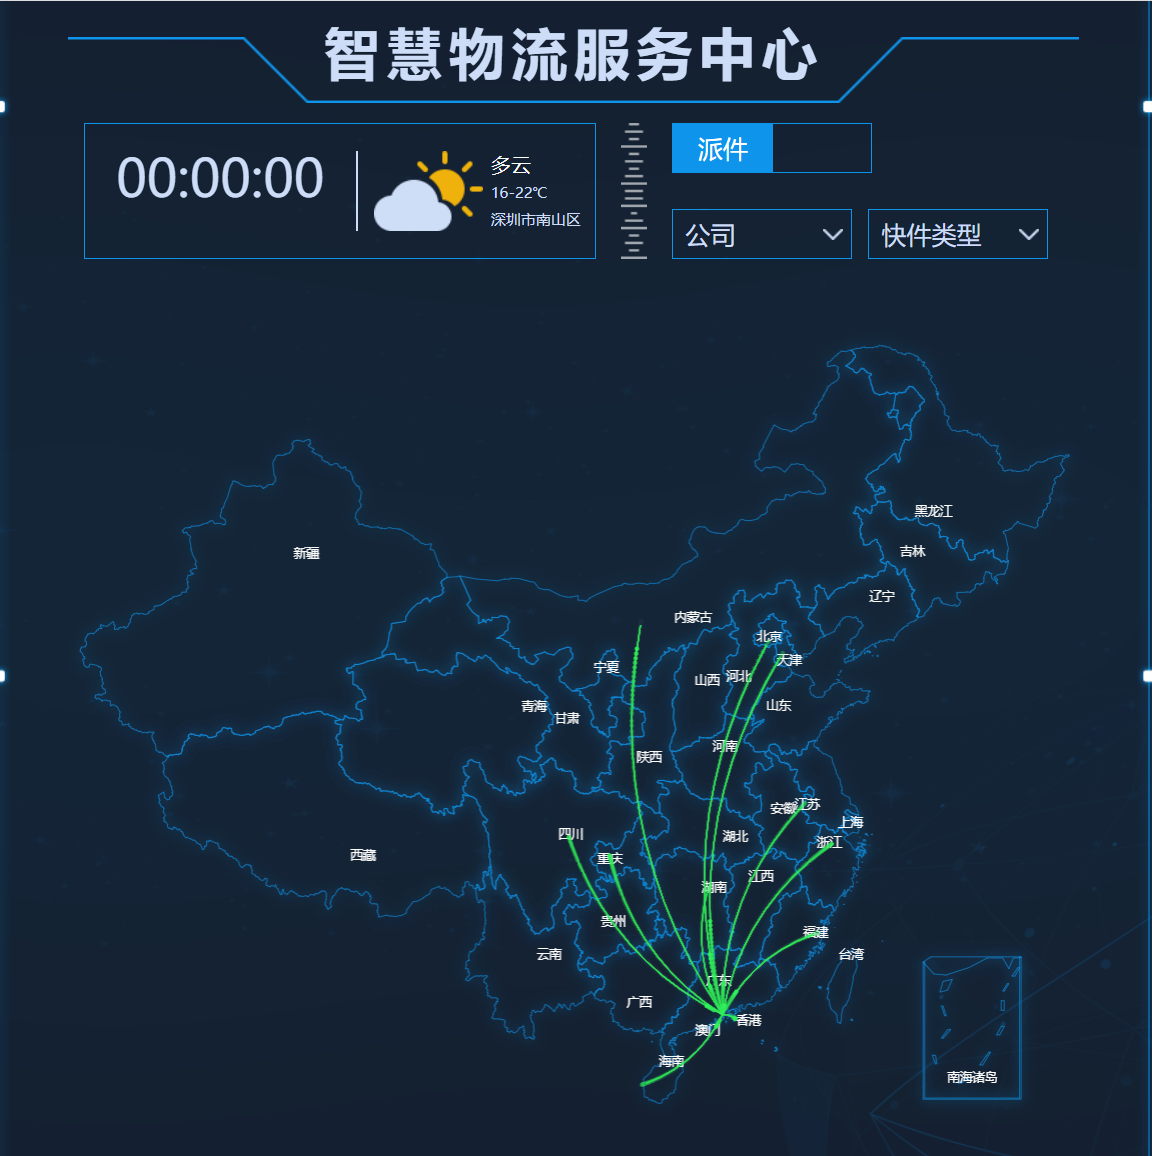 智慧物流服务中心
00:00:00
多云
16-22℃
深圳市南山区
派件
公司
快件类型
黑龙江
新疆
吉林
辽宁
内蒙古
北京
天津
宁夏
山西
河北
青海
甘肃
山东
河南
陕西
安徽
江苏
上海
四川
湖北
浙江
西藏
重庆
江西
湖南
贵州
福建
云南
台湾
广东
广西
香港
澳门
海南
南海诸岛